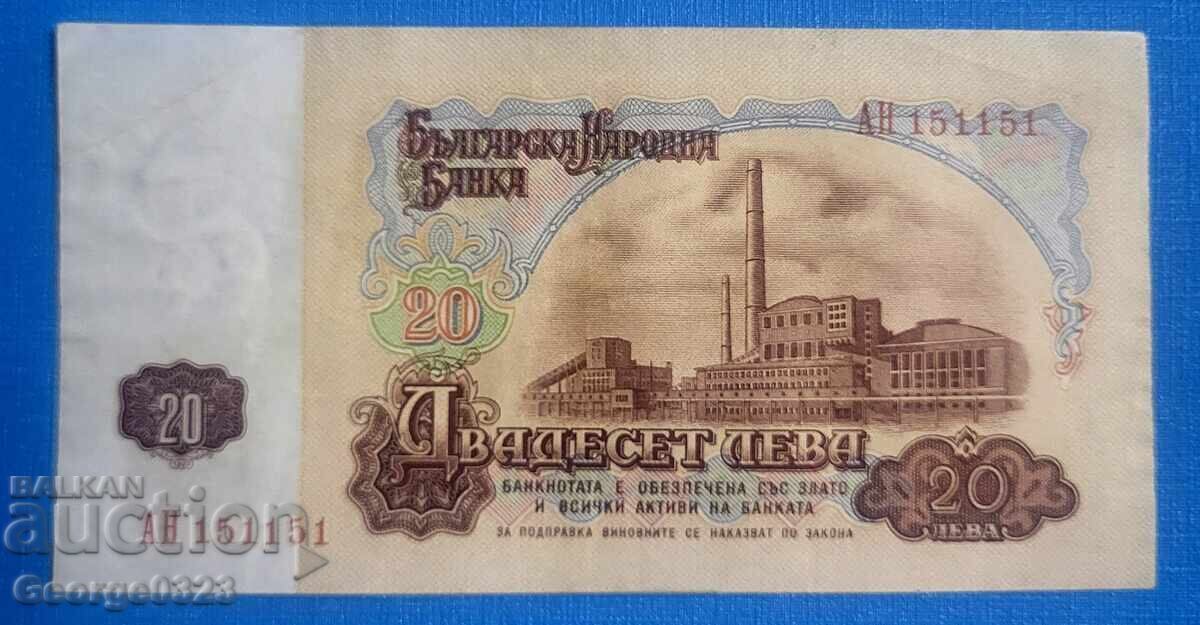 БЪЛГАРСКА НАРОДНА
БАНКА
АН 151151
20
20
ДВАДЕСЕТ ЛЕВА
БАНКНОТАТА Е ОБЕЗПЕЧЕНА СЪС ЗЛАТО
И ВСИЧКИ АКТИВИ НА БАНКАТА
ЗА ПОДПРАВКА ВИНОВНИТЕ СЕ НАКАЗВАТ ПО ЗАКОНА
20
ЛЕВА
АН 151151
BALKAN
auction
George0323